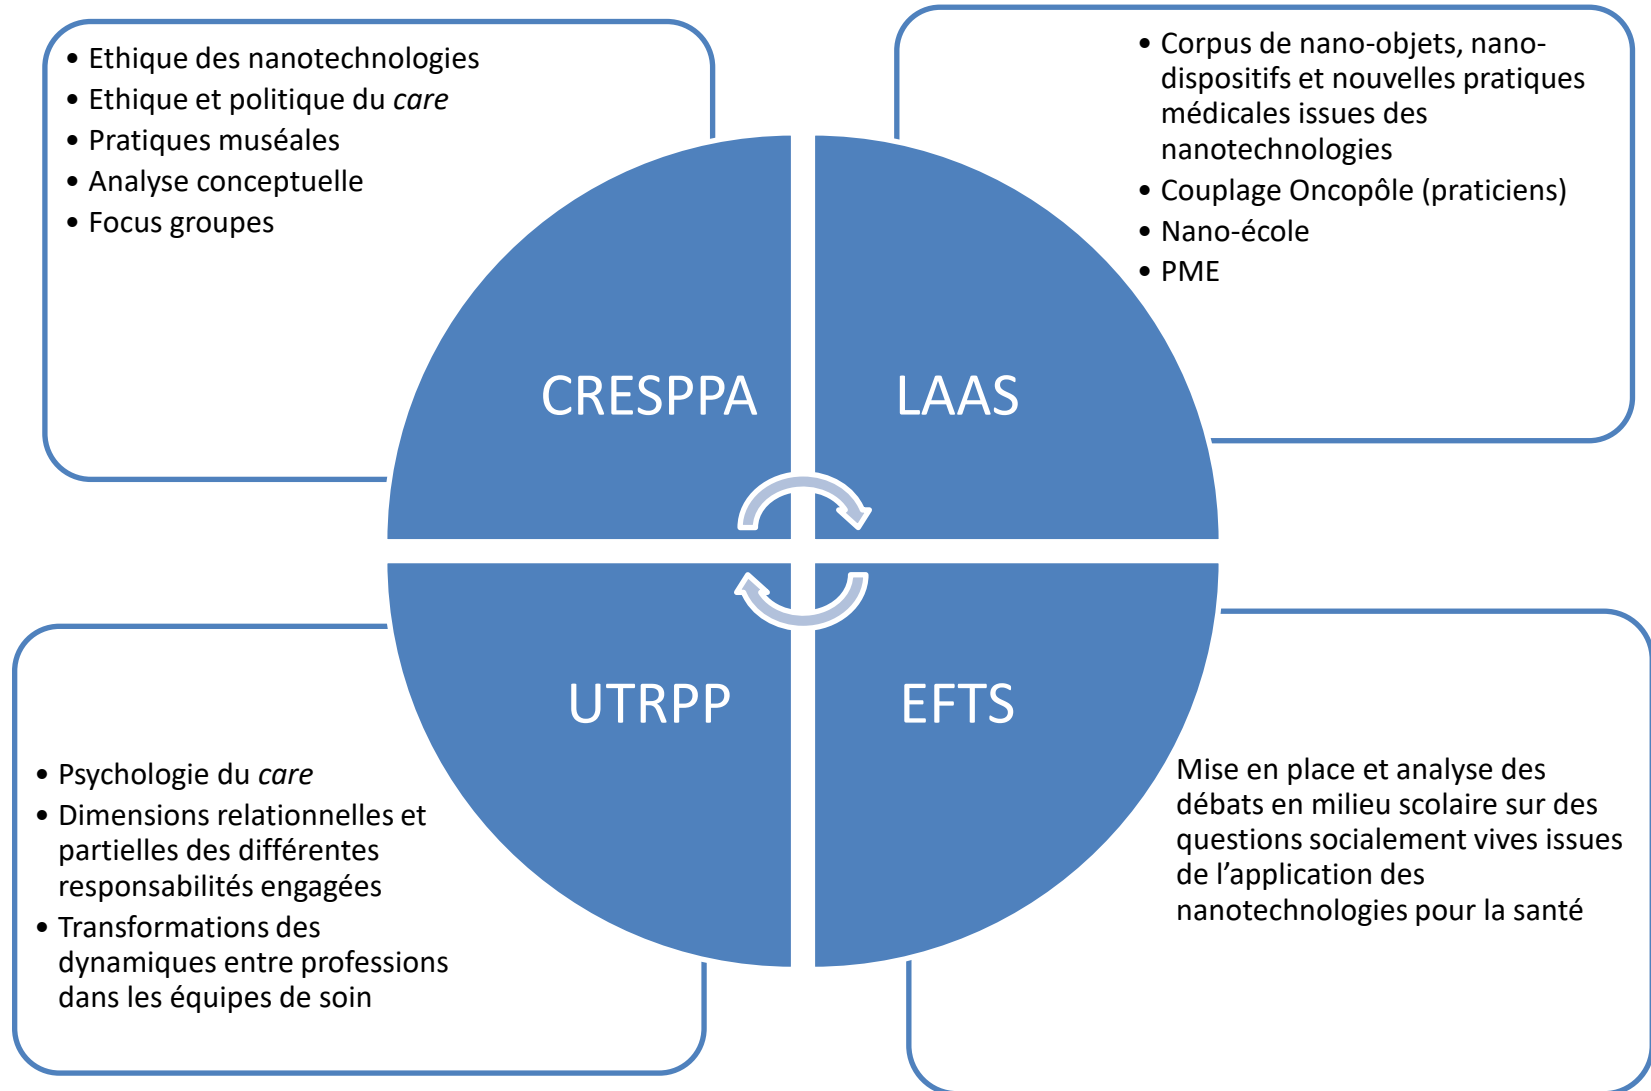 • Ethique des nanotechnologies
• Ethique et politique du care
• Pratiques muséales
• Analyse conceptuelle
• Focus groupes
• Corpus de nano-objets, nano-
dispositifs et nouvelles pratiques
médicales issues des
nanotechnologies
• Couplage Oncopôle (praticiens)
• Nano-école
• PME
CRESPPA
LAAS
UTRPP
EFTS
• Psychologie du care
• Dimensions relationnelles et
partielles des différentes
responsabilités engagées
• Transformations des
dynamiques entre professions
dans les équipes de soin
Mise en place et analyse des
débats en milieu scolaire sur des
questions socialement vives issues
de l’application des
nanotechnologies pour la santé